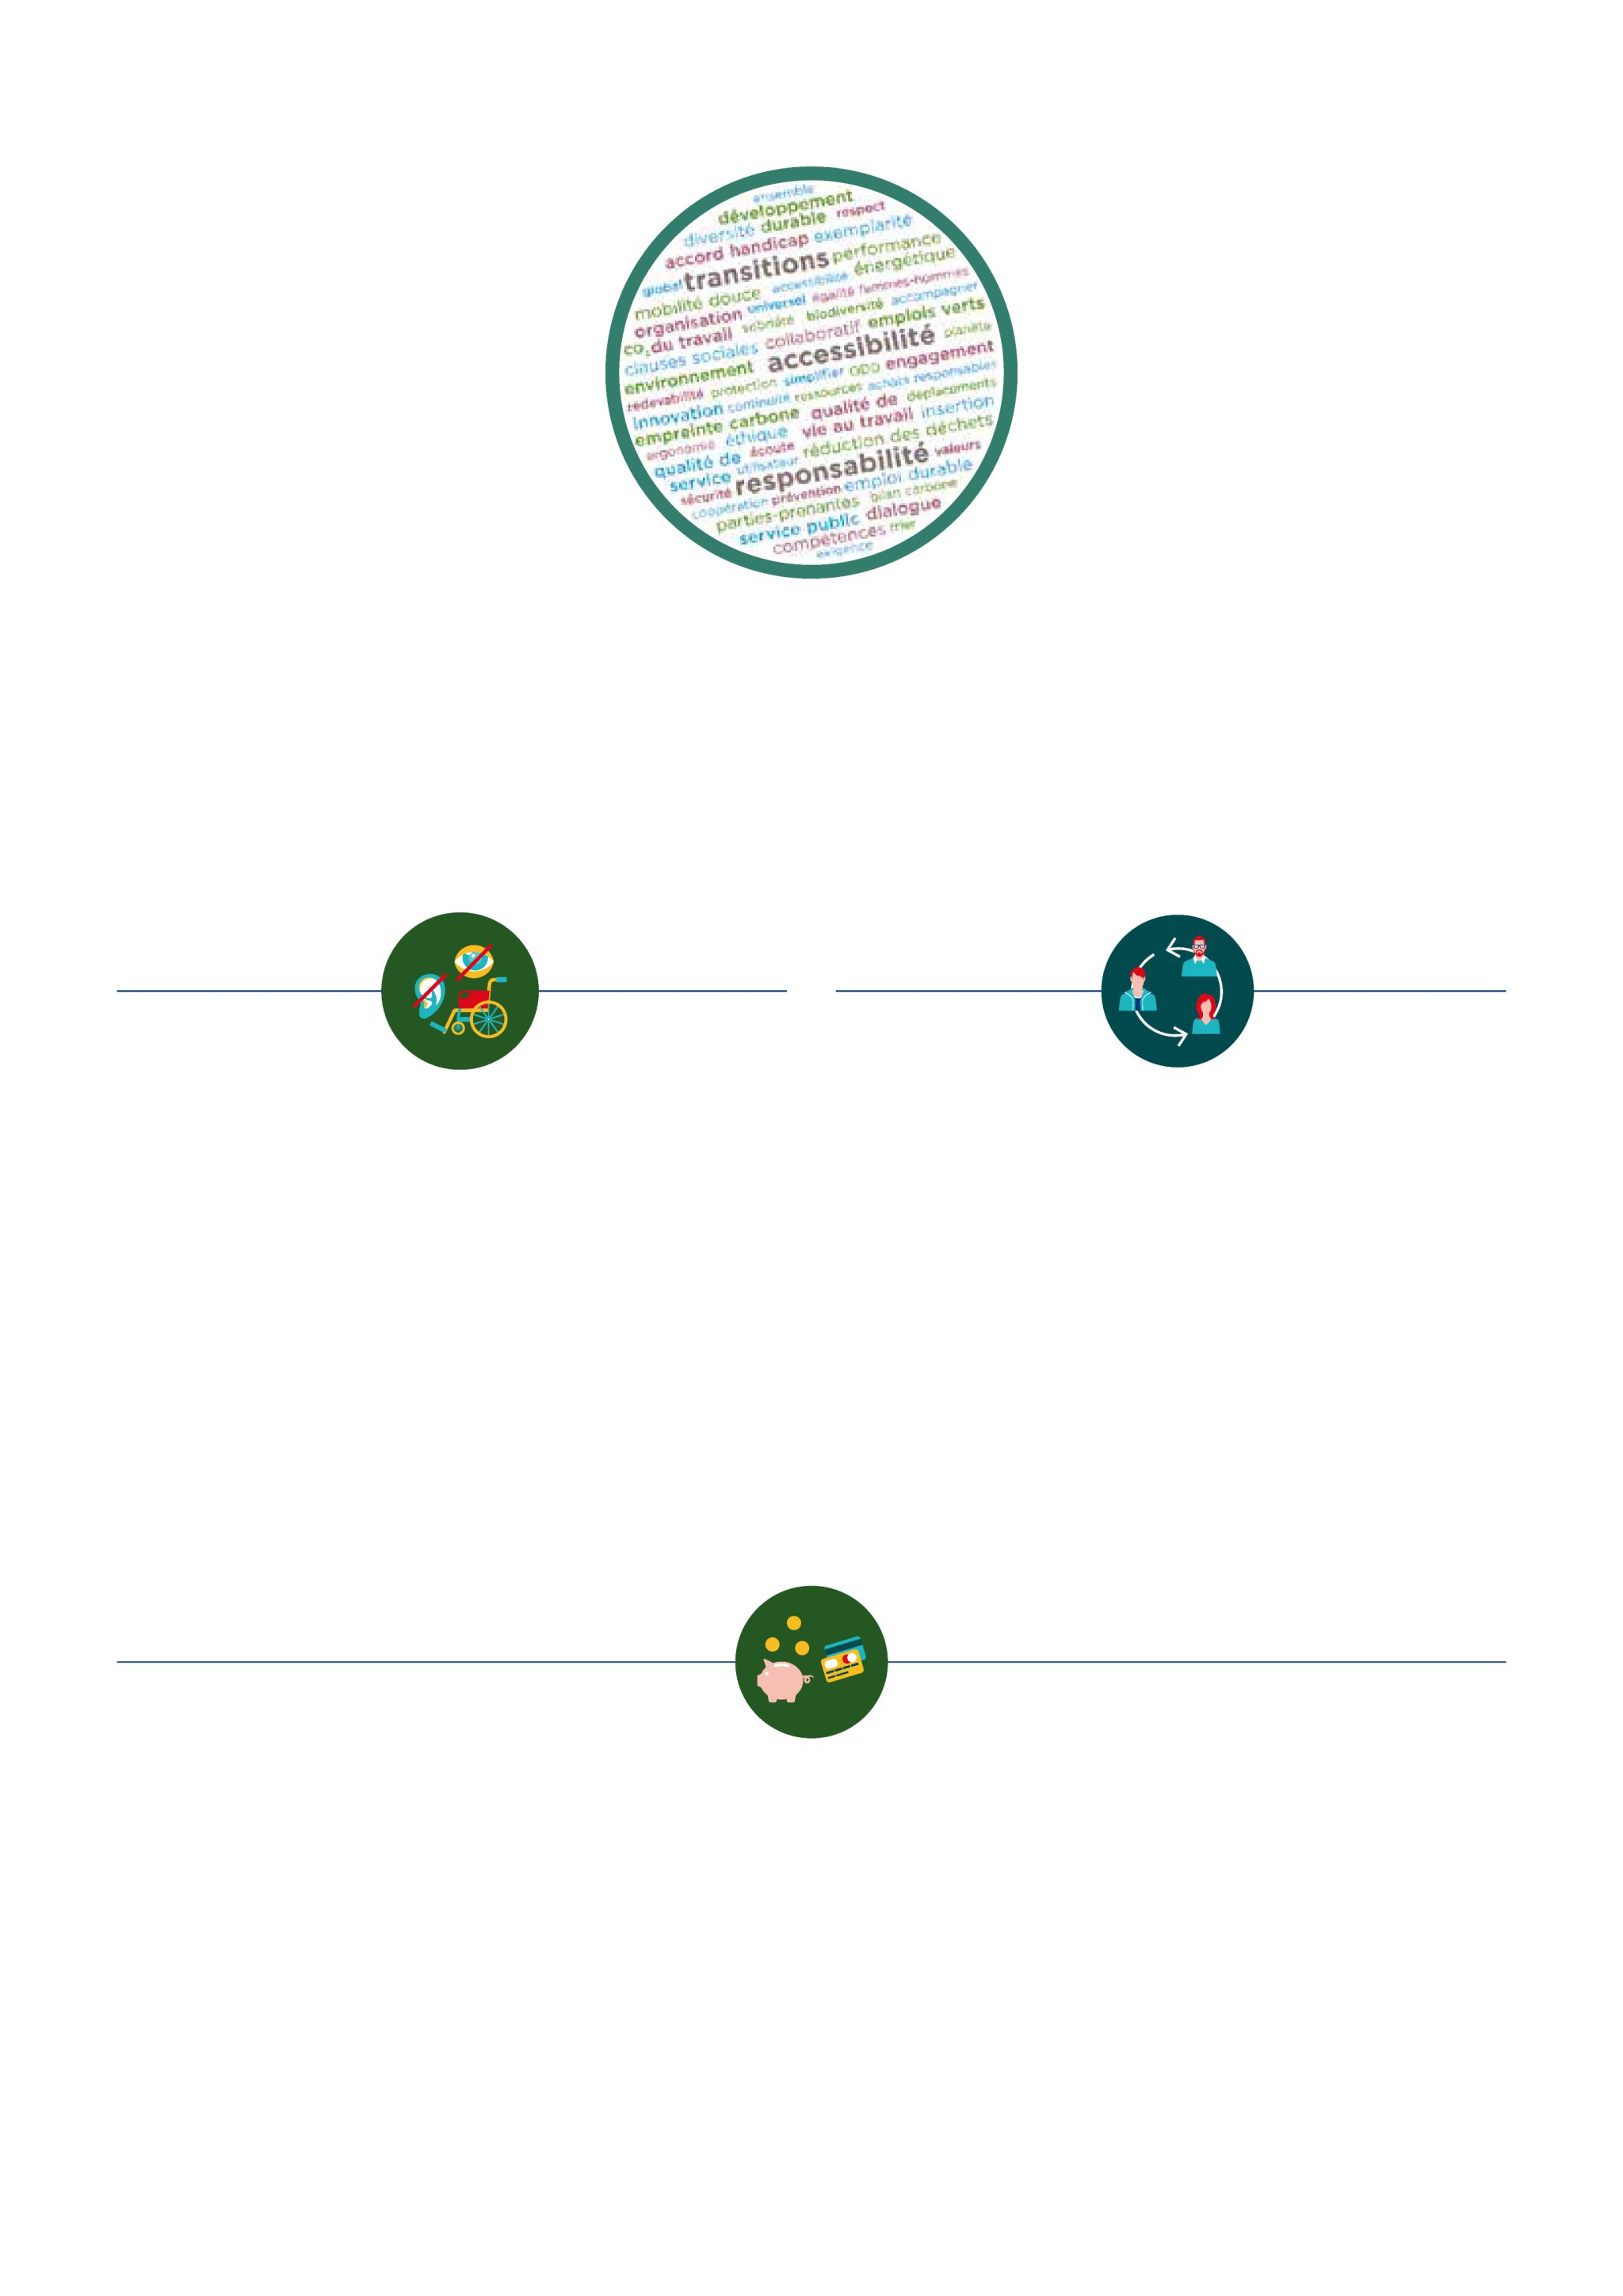 ensemble
développement
diversité durable respect
accord handicap exemplarité
global transitions performance
mobilité douce accessibilité énergétique
organisation universel égalité femmes-hommes
co₂ du travail sobriété biodiversité accompagner
clauses sociales collaboratif emplois verts
environnement accessibilité planète
redevabilité protection simplifier ODD engagement
innovation continuité ressources achats responsables
empreinte carbone qualité de déplacements
ergonomie éthique vie au travail insertion
qualité de écoute réduction des déchets
service utilisateur responsabilité valeurs
sécurité prévention emploi durable
coopération parties-prenantes bilan carbone
service public dialogue
compétences trier
exigence